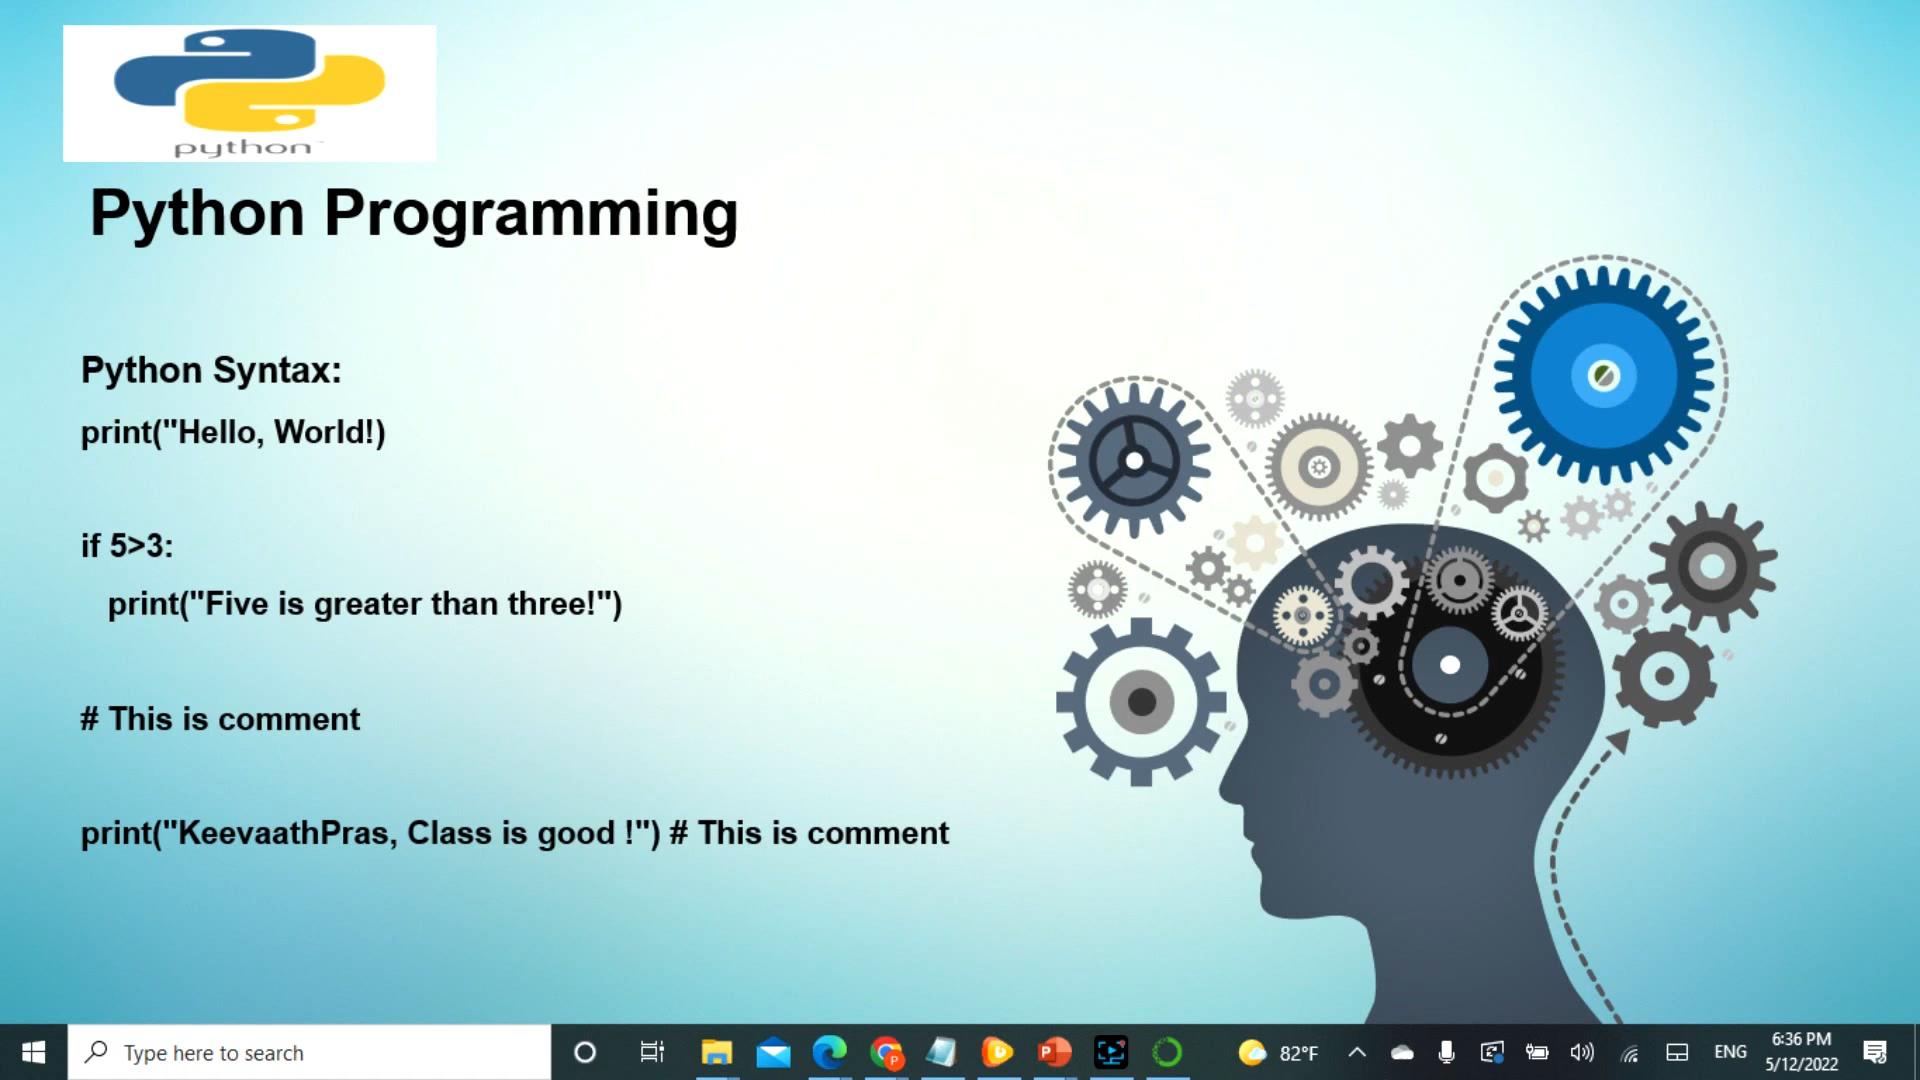 python
Python Programming
Python Syntax:
print("Hello, World!)
if 5>3:
print("Five is greater than three!")
# This is comment
print("KeevaathPras, Class is good !") # This is comment
Type here to search
82°F
ENG
6:36 PM
5/12/2022